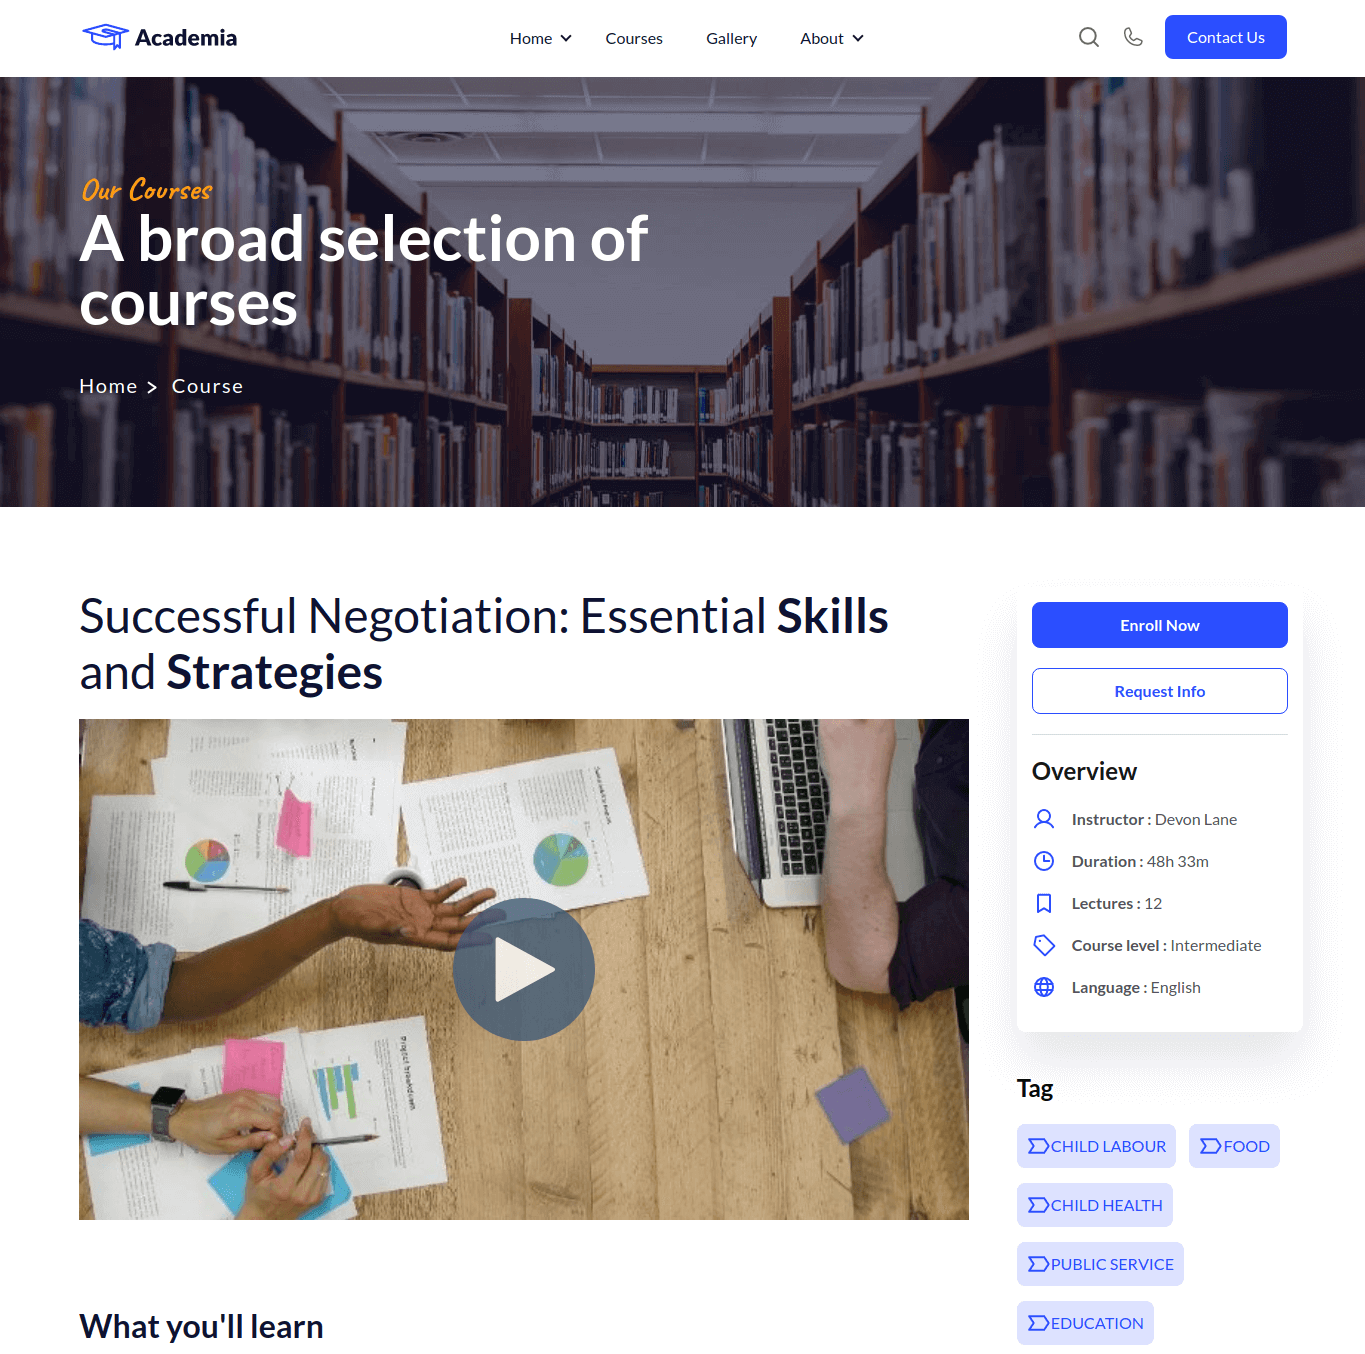 Academia
Home
Courses
Gallery
About
Contact Us
Our Courses
A broad selection of
courses
Home > Course
Successful Negotiation: Essential Skills
and Strategies
Enroll Now
Request Info
Overview
Instructor : Devon Lane
Duration : 48h 33m
Lectures : 12
Course level : Intermediate
Language : English
Tag
CHILD LABOUR
FOOD
CHILD HEALTH
PUBLIC SERVICE
EDUCATION
What you'll learn